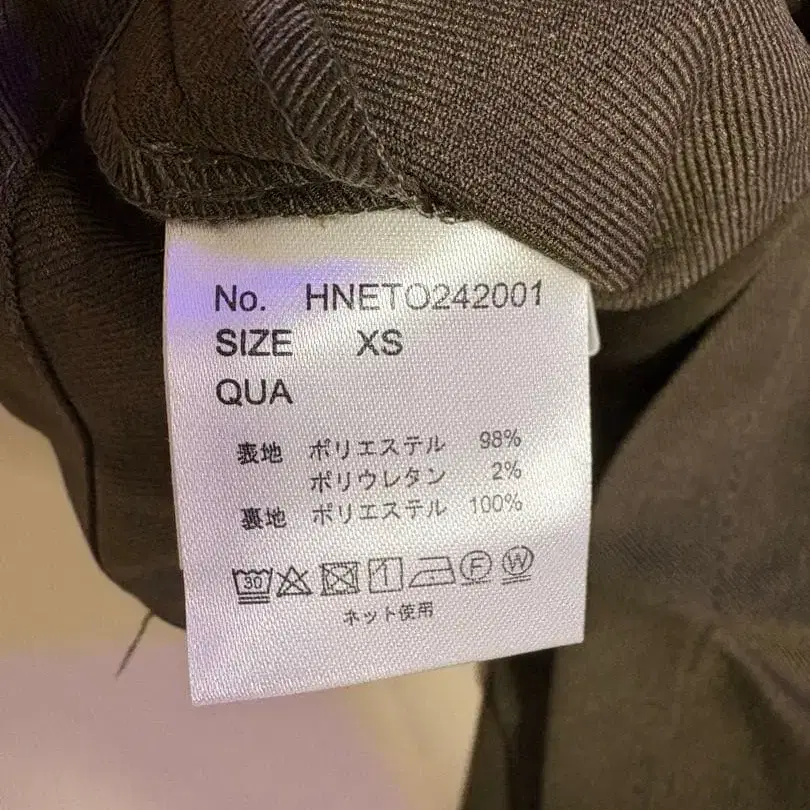 No. HNETO242001
SIZE XS
QUA
表地 ポリエステル 98%
ポリウレタン 2%
裏地 ポリエステル 100%
30 F W
ネット使用